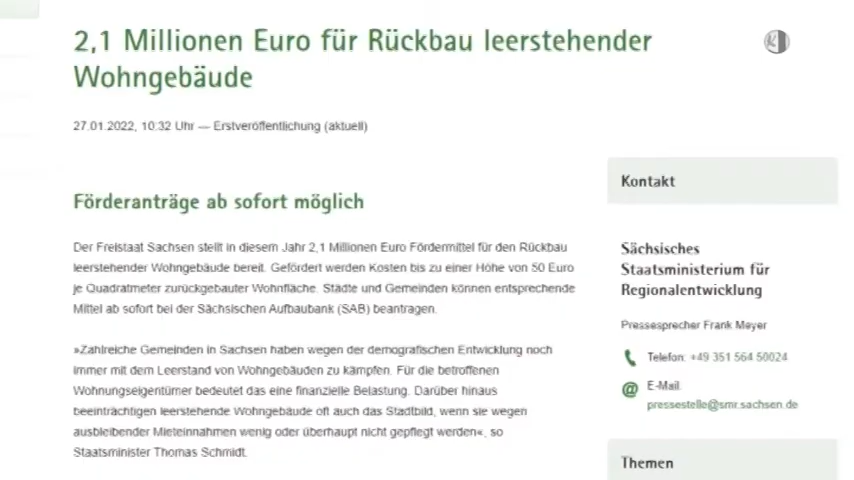 2,1 Millionen Euro für Rückbau leerstehender
Wohngebäude
27.01.2022, 10:32 Uhr — Erstveröffentlichung (aktuell)
Förderanträge ab sofort möglich
Der Freistaat Sachsen stellt in diesem Jahr 2,1 Millionen Euro Fördermittel für den Rückbau
leerstehender Wohngebäude bereit. Gefördert werden Kosten bis zu einer Höhe von 50 Euro
je Quadratmeter zurückgebauter Wohnfläche. Städte und Gemeinden können entsprechende
Mittel ab sofort bei der Sächsischen Aufbaubank (SAB) beantragen.
»Zahlreiche Gemeinden in Sachsen haben wegen der demografischen Entwicklung noch
immer mit dem Leerstand von Wohngebäuden zu kämpfen. Für die betroffenen
Wohnungseigentümer bedeutet das eine finanzielle Belastung. Darüber hinaus
beeinträchtigen leerstehende Wohngebäude oft auch das Stadtbild, wenn sie wegen
ausbleibender Mieteinnahmen wenig oder überhaupt nicht gepflegt werden«, so
Staatsminister Thomas Schmidt.
Kontakt
Sächsisches
Staatsministerium für
Regionalentwicklung
Pressesprecher Frank Meyer
Telefon: +49 351 564 50024
E-Mail:
pressestelle@smr.sachsen.de
Themen